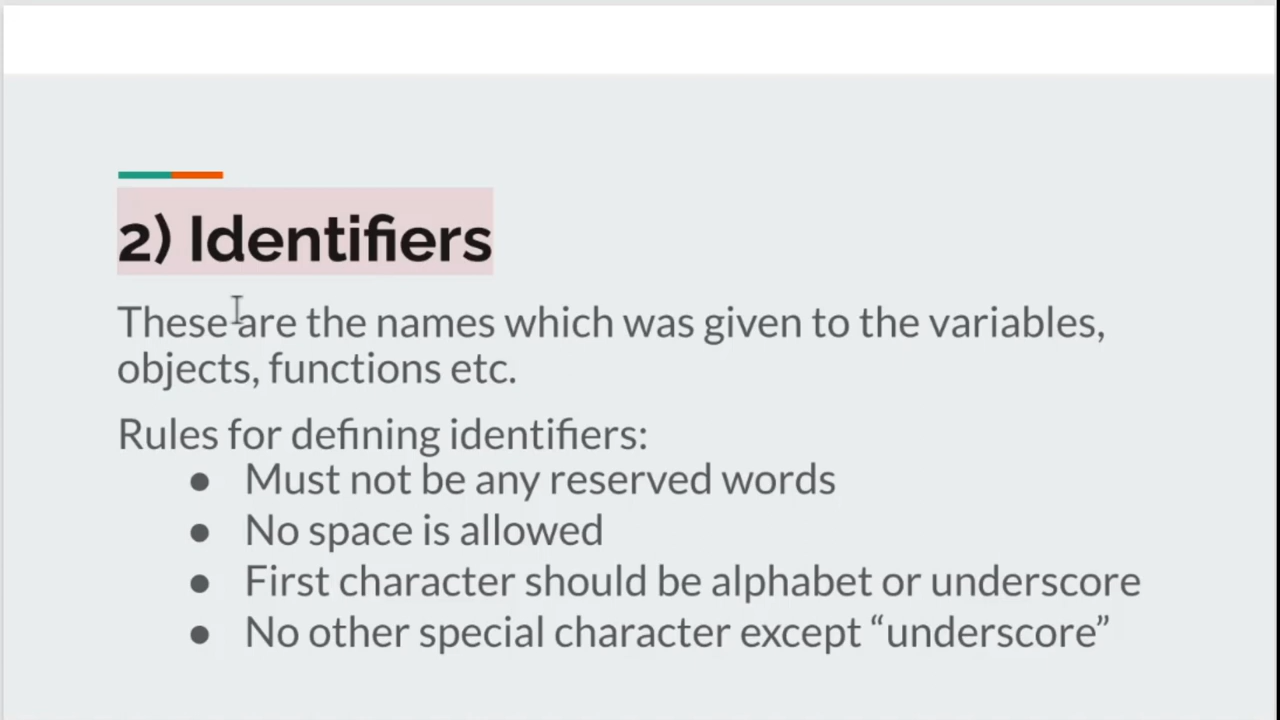 2) Identifiers
These are the names which was given to the variables,
objects, functions etc.
Rules for defining identifiers:
● Must not be any reserved words
● No space is allowed
● First character should be alphabet or underscore
● No other special character except “underscore”